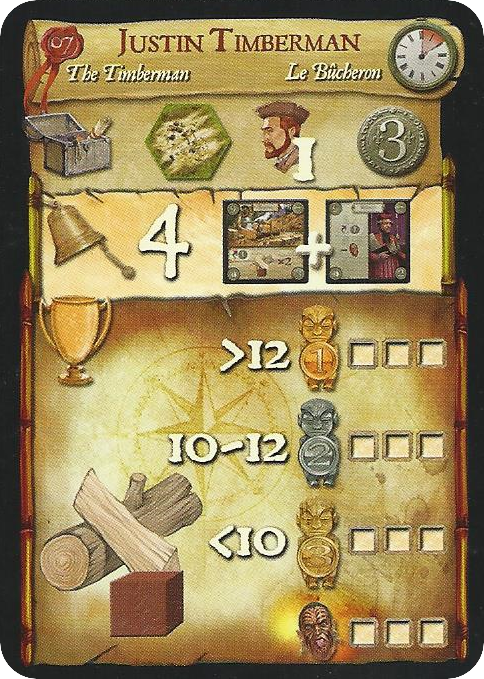 07 JUSTIN TIMBERMAN
The Timberman Le Bûcheron
1 3
4 +
>12 1
10-12 2
<10 3